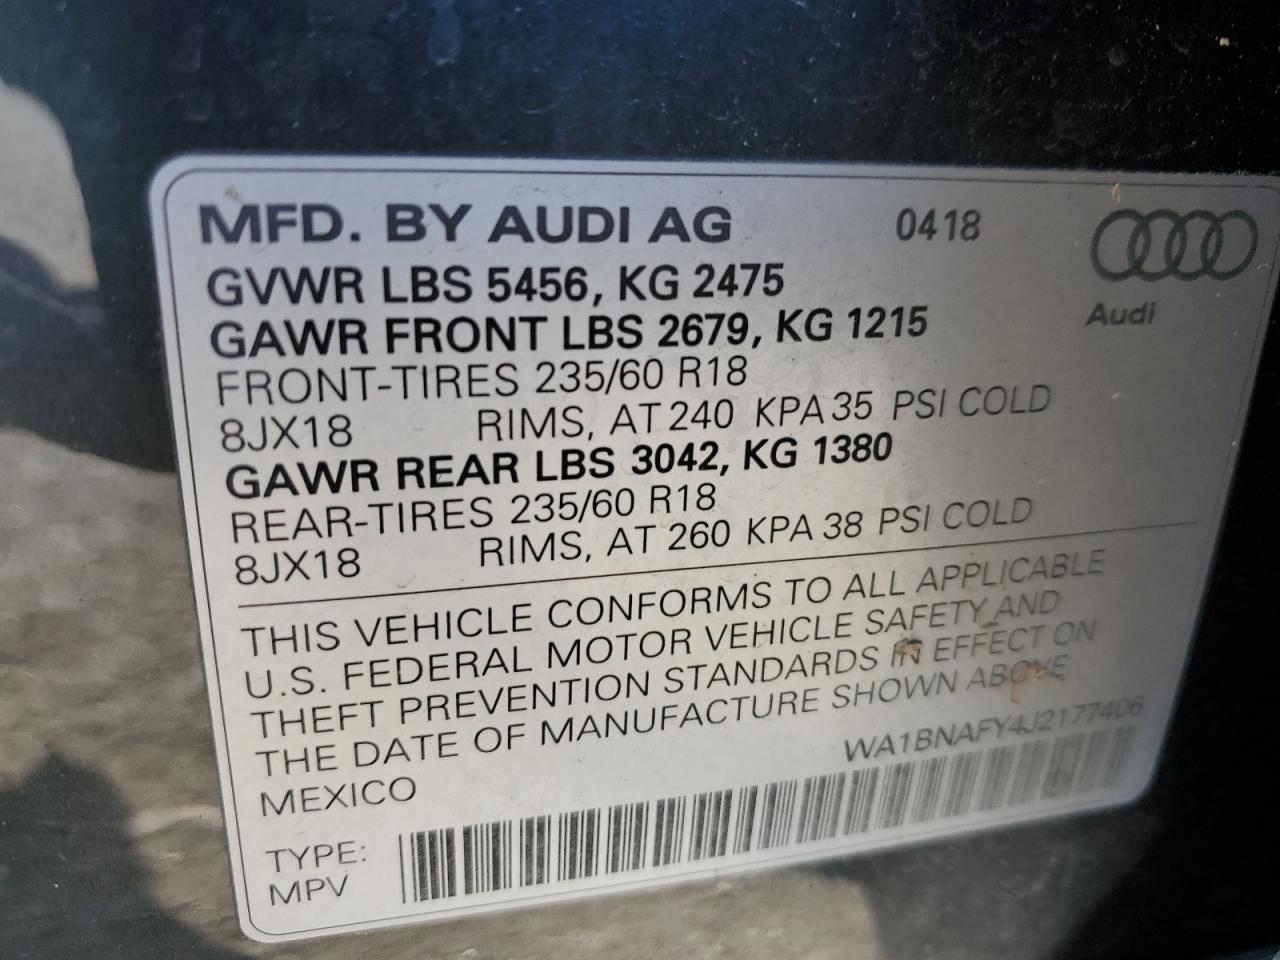 MFD. BY AUDI AG 0418
Audi
GVWR LBS 5456, KG 2475
GAWR FRONT LBS 2679, KG 1215
FRONT-TIRES 235/60 R18
8JX18 RIMS, AT 240 KPA 35 PSI COLD
GAWR REAR LBS 3042, KG 1380
REAR-TIRES 235/60 R18
8JX18 RIMS, AT 260 KPA 38 PSI COLD
THIS VEHICLE CONFORMS TO ALL APPLICABLE
U.S. FEDERAL MOTOR VEHICLE SAFETY AND
THEFT PREVENTION STANDARDS IN EFFECT ON
THE DATE OF MANUFACTURE SHOWN ABOVE
MEXICO WA1BNAFY4J2177406
TYPE:
MPV